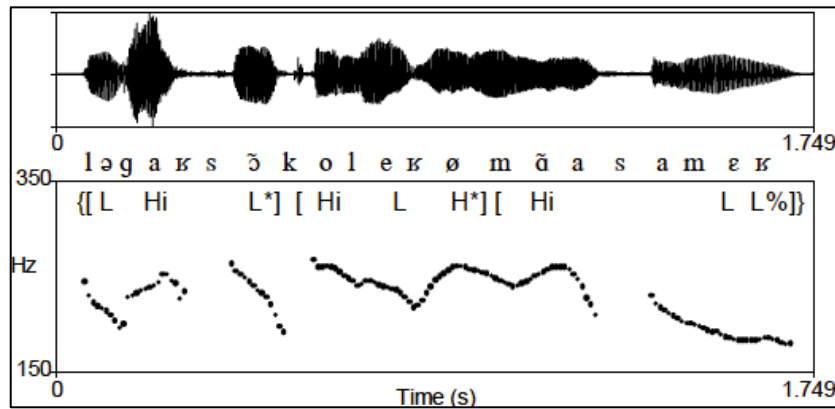 0 1.749
l ə g a ʁ s ɔ̃ k o l e ʁ ø m ɑ̃ a s a m ɛ ʁ
350
{[ L Hi L*] [ Hi L H*] [ Hi L L%]}
Hz
150
0 Time (s) 1.749